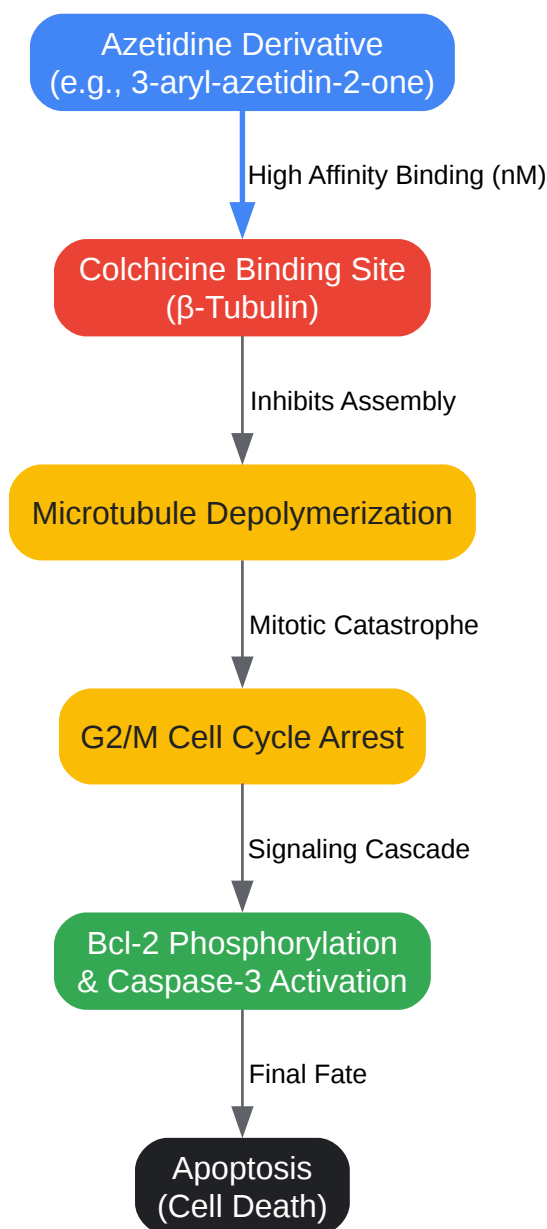 Azetidine Derivative
(e.g., 3-aryl-azetidin-2-one)
High Affinity Binding (nM)
Colchicine Binding Site
(β-Tubulin)
Inhibits Assembly
Microtubule Depolymerization
Mitotic Catastrophe
G2/M Cell Cycle Arrest
Signaling Cascade
Bcl-2 Phosphorylation
& Caspase-3 Activation
Final Fate
Apoptosis
(Cell Death)